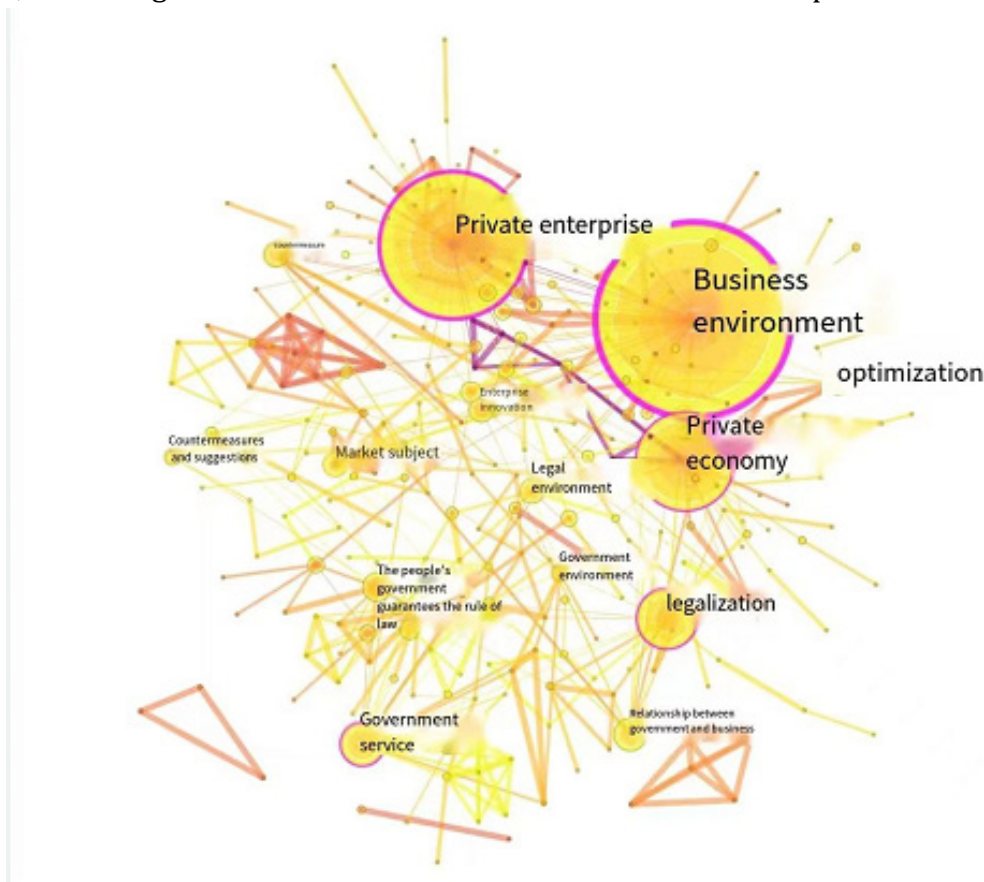 Private enterprise
countermeasure
Business
environment
optimization
Enterprise
innovation
Private
economy
Countermeasures
and suggestions
Market subject
Legal
environment
Government
environment
The people's
government
guarantees the rule of
law
legalization
Government
service
Relationship between
government and business